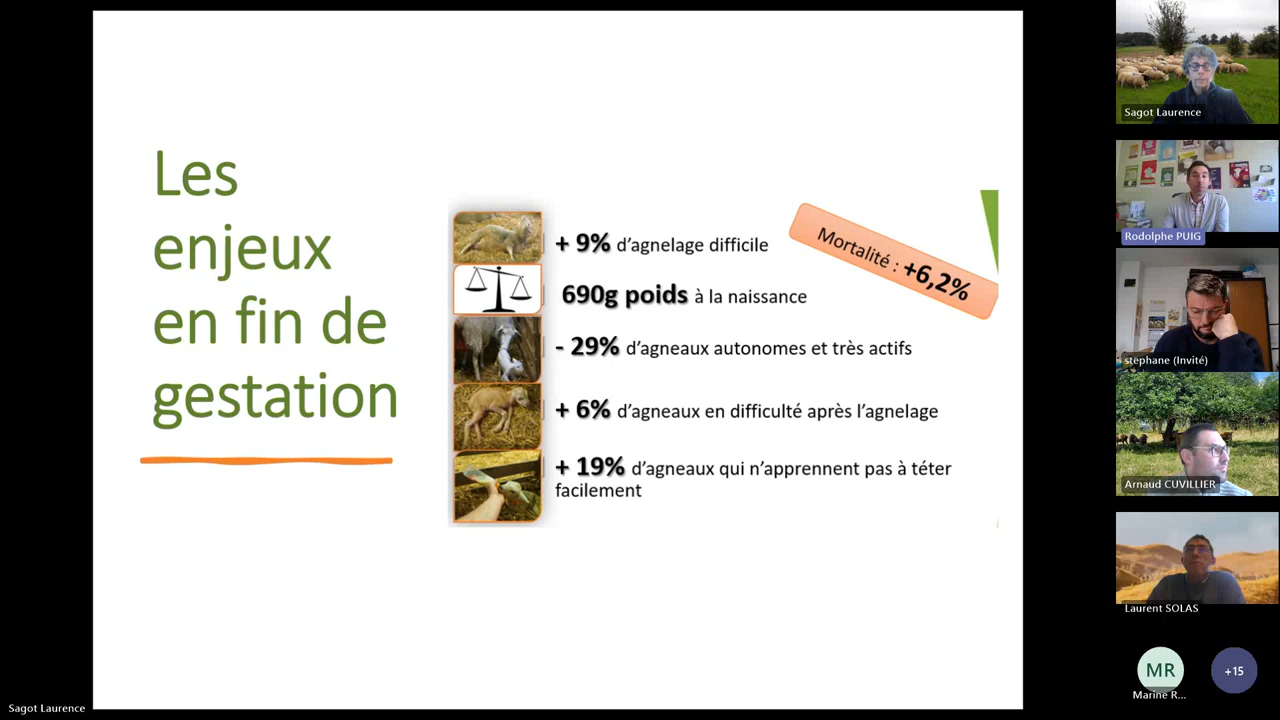 Les
enjeux
en fin de
gestation
+ 9% d'agnelage difficile
Mortalité : +6,2%
690g poids à la naissance
- 29% d'agneaux autonomes et très actifs
+ 6% d'agneaux en difficulté après l'agnelage
+ 19% d'agneaux qui n'apprennent pas à téter
facilement
Sagot Laurence
Rodolphe PUIG
stephane (Invité)
Arnaud CUVILLIER
Laurent SOLAS
MR
+15
Marine R...
Sagot Laurence